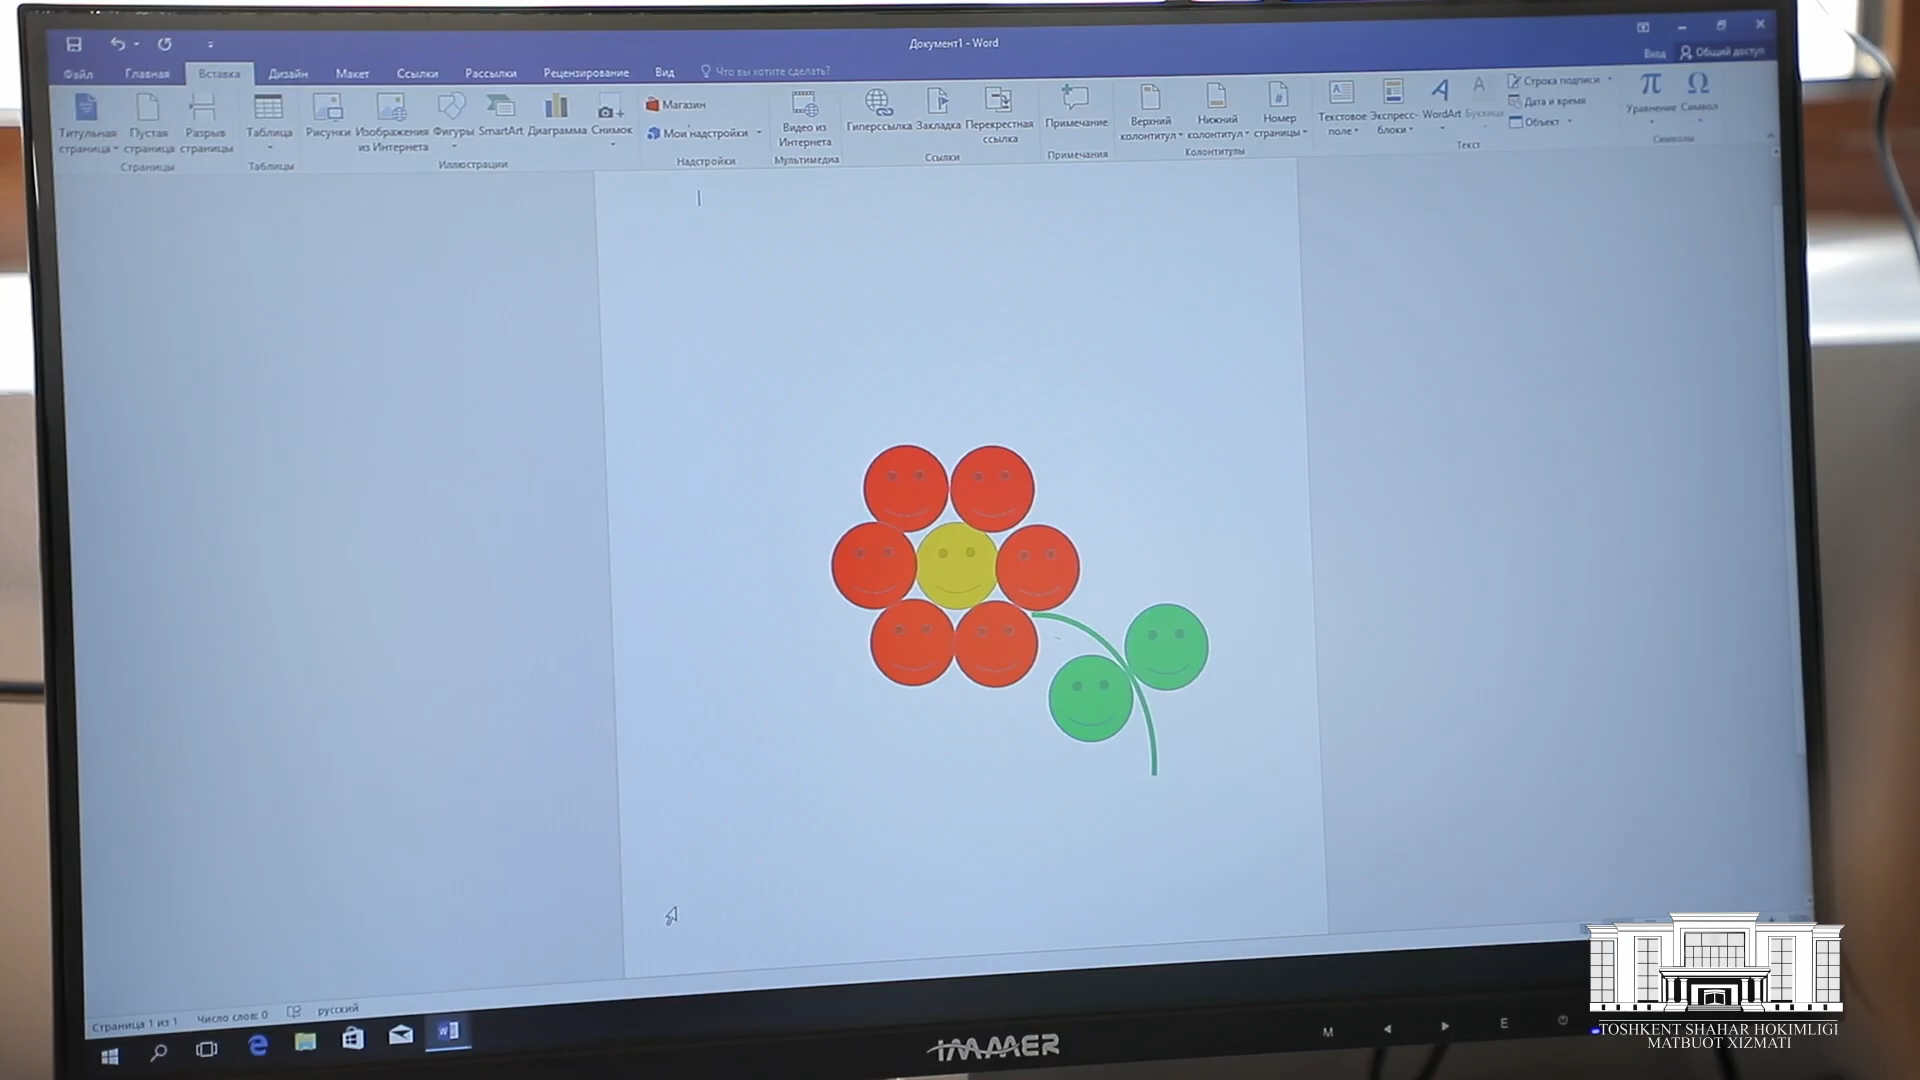 Документ1 - Word
Вход Общий доступ
Файл Главная Вставка Дизайн Макет Ссылки Рассылки Рецензирование Вид Что вы хотите сделать?
Титульная страница
Пустая страница
Разрыв страницы
Страницы
Таблица
Таблицы
Рисунки
Изображения из Интернета
Фигуры
SmartArt
Диаграмма
Снимок
Иллюстрации
Магазин
Мои надстройки
Надстройки
Видео из Интернета
Мультимедиа
Гиперссылка
Закладка
Перекрестная ссылка
Ссылки
Примечание
Примечания
Верхний колонтитул
Нижний колонтитул
Номер страницы
Колонтитулы
Текстовое поле
Экспресс-блоки
WordArt
Буквица
Строка подписи
Дата и время
Объект
Текст
Уравнение
Символ
Символы
Страница 1 из 1 Число слов: 0 русский
IMMER
M E
TOSHKENT SHAHAR HOKIMLIGI
MATBUOT XIZMATI